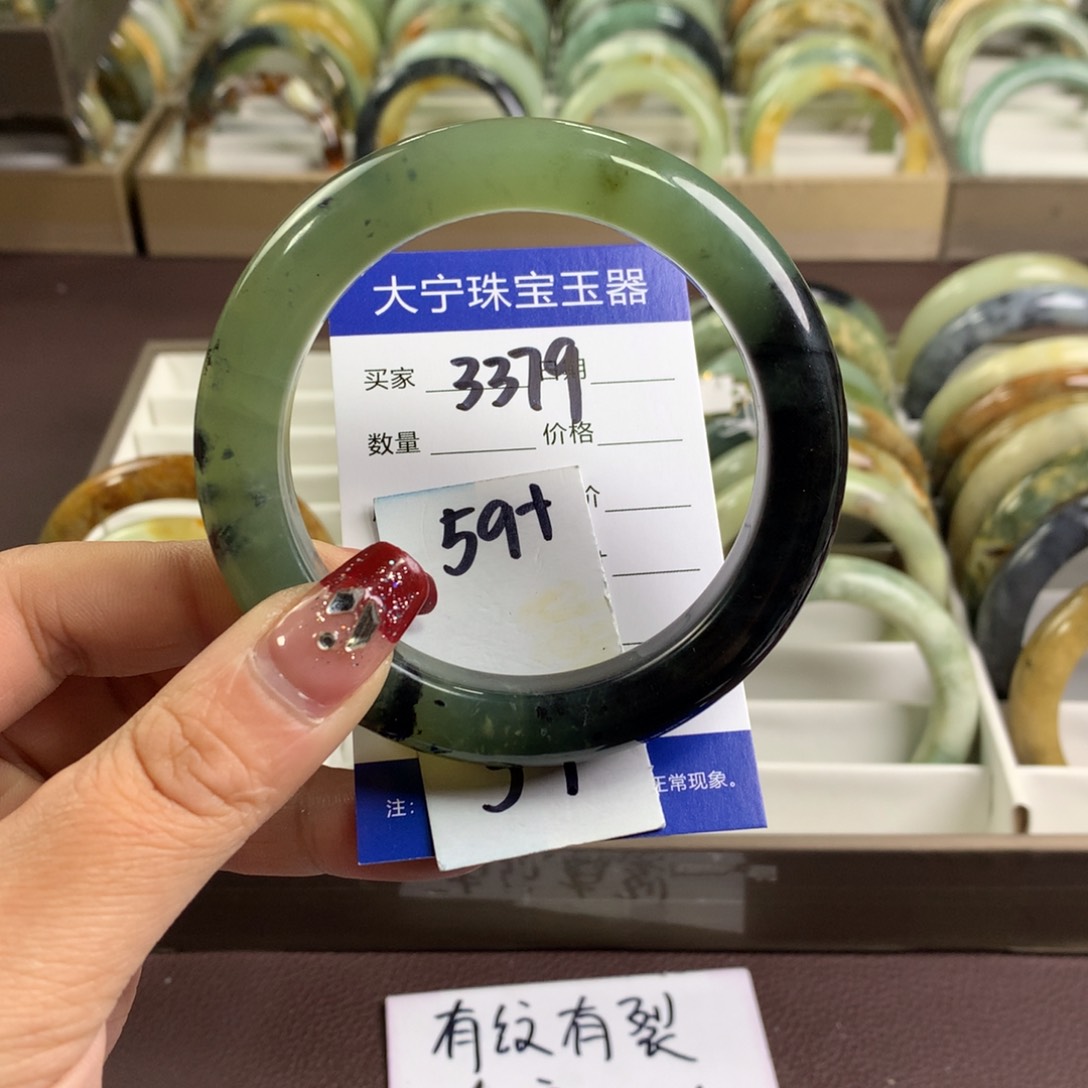 大宁珠宝玉器
买家 3379
数量 价格
价
59+
注：
正常现象。
有纹有裂